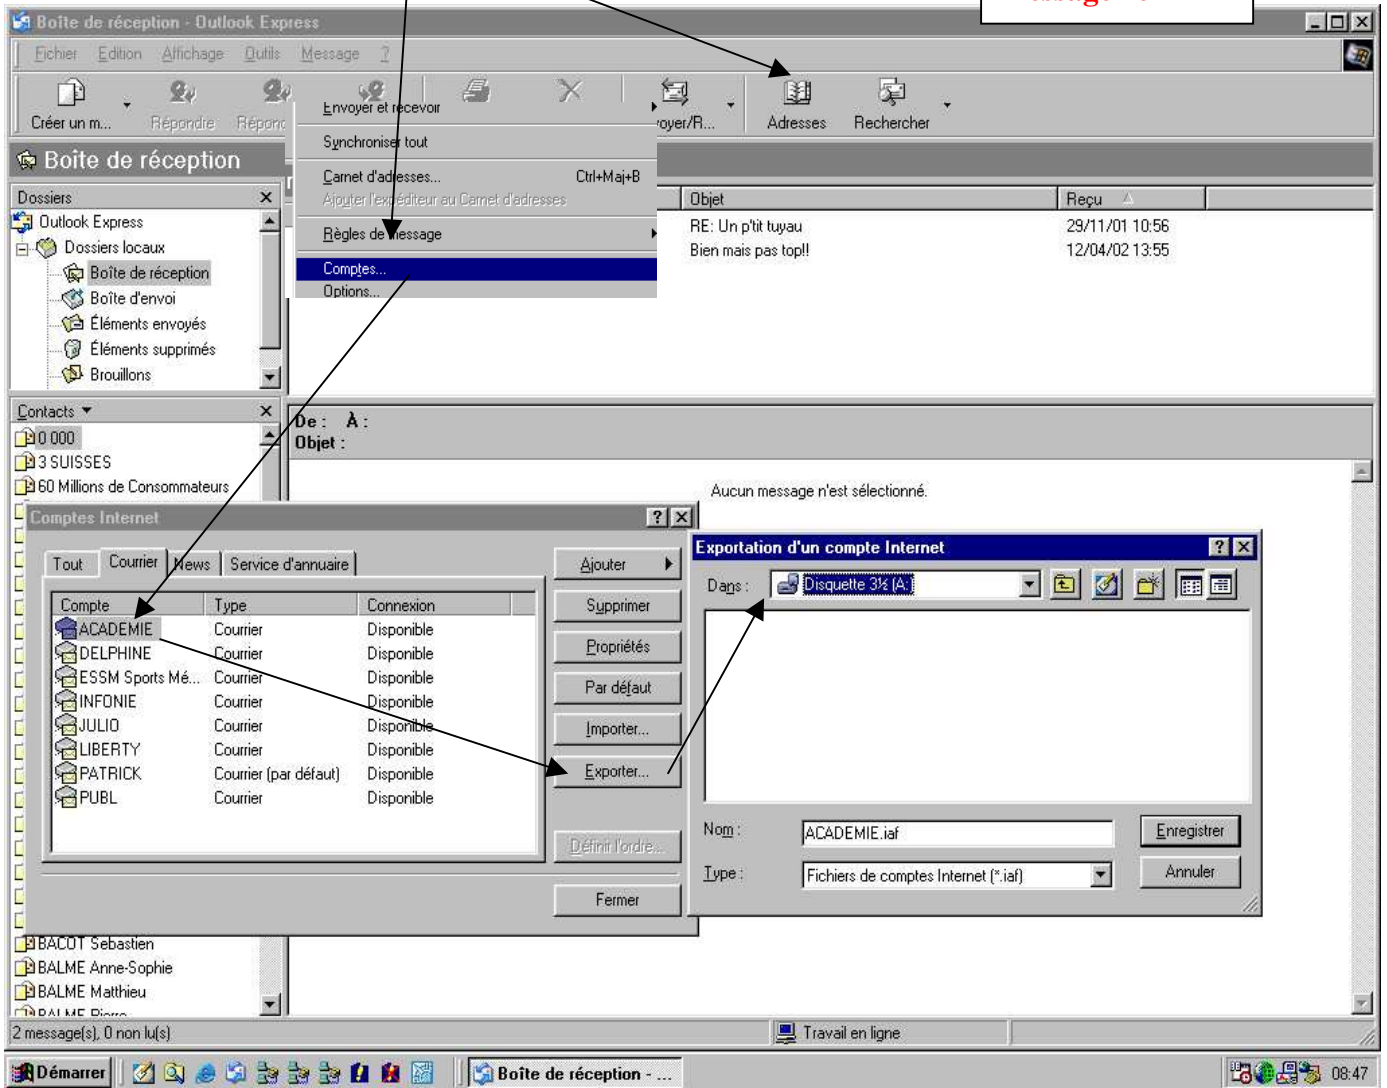 Boîte de réception - Outlook Express
Fichier Edition Affichage Outils Message ?
Créer un m... Répondre Répond oyer/R... Adresses Rechercher
Envoyer et recevoir
Synchroniser tout
Carnet d'adresses... Ctrl+Maj+B
Ajouter l'expéditeur au Carnet d'adresses
Règles de message
Comptes...
Options...
Boîte de réception
Dossiers
Outlook Express
Dossiers locaux
Boîte de réception
Boîte d'envoi
Éléments envoyés
Éléments supprimés
Brouillons
Objet Reçu
RE: Un p'tit tuyau 29/11/01 10:56
Bien mais pas top!! 12/04/02 13:55
Contacts
0 000
3 SUISSES
60 Millions de Consommateurs
De : À :
Objet :
Aucun message n'est sélectionné.
Comptes Internet
Tout Courrier News Service d'annuaire
Compte Type Connexion
ACADEMIE Courrier Disponible
DELPHINE Courrier Disponible
ESSM Sports Mé... Courrier Disponible
INFONIE Courrier Disponible
JULIO Courrier Disponible
LIBERTY Courrier Disponible
PATRICK Courrier (par défaut) Disponible
PUBL Courrier Disponible
Ajouter
Supprimer
Propriétés
Par défaut
Importer...
Exporter...
Définir l'ordre...
Fermer
Exportation d'un compte Internet
Dans : Disquette 3½ (A:)
Nom : ACADEMIE.iaf Enregistrer
Type : Fichiers de comptes Internet (*.iaf) Annuler
BACOT Sebastien
BALME Anne-Sophie
BALME Matthieu
BALME Pierre
2 message(s), 0 non lu(s) Travail en ligne
Démarrer Boîte de réception - ... 08:47